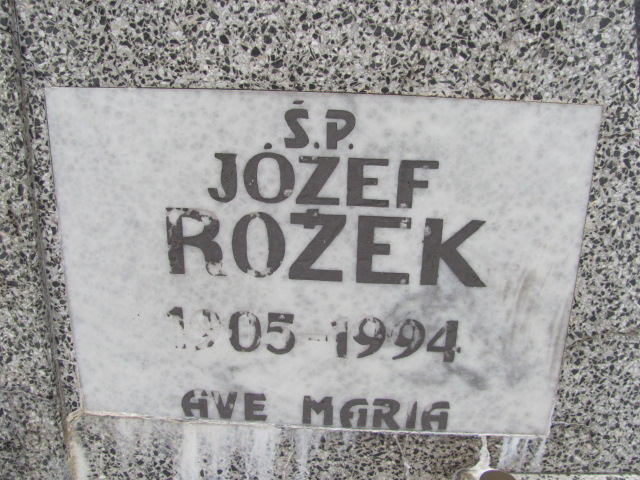 Ś.P.
JÓZEF
ROŻEK
1905-1994
AVE MARIA